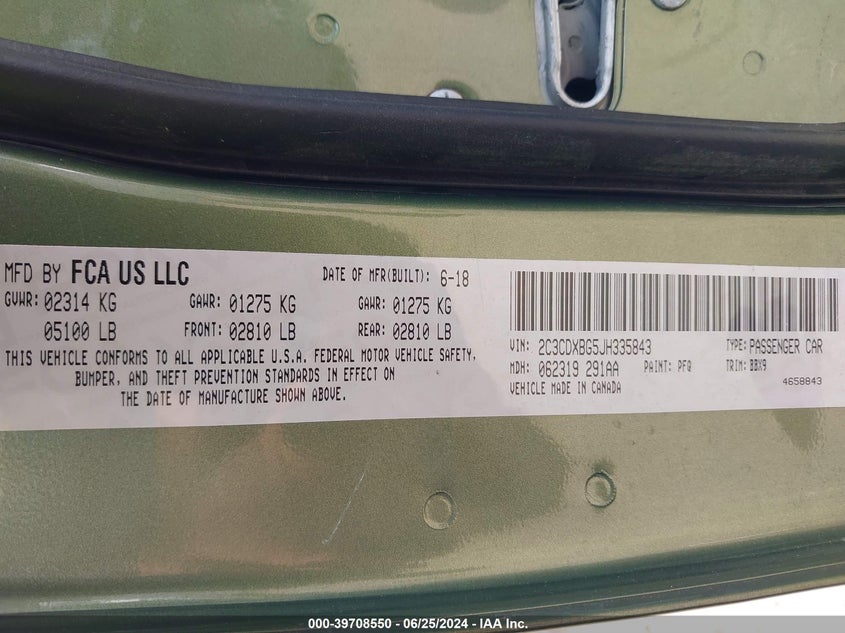 MFD BY FCA US LLC DATE OF MFR(BUILT): 6-18
GVWR: 02314 KG GAWR: 01275 KG GAWR: 01275 KG
05100 LB FRONT: 02810 LB REAR: 02810 LB
THIS VEHICLE CONFORMS TO ALL APPLICABLE U.S.A. FEDERAL MOTOR VEHICLE SAFETY,
BUMPER, AND THEFT PREVENTION STANDARDS IN EFFECT ON
THE DATE OF MANUFACTURE SHOWN ABOVE.
VIN: 2C3CDXBG5JH335843 TYPE: PASSENGER CAR
MDH: 062319 291AA PAINT: PFQ TRIM: BBX9
VEHICLE MADE IN CANADA 4658843
000-39708550 / 06/25/2024 - IAA Inc.